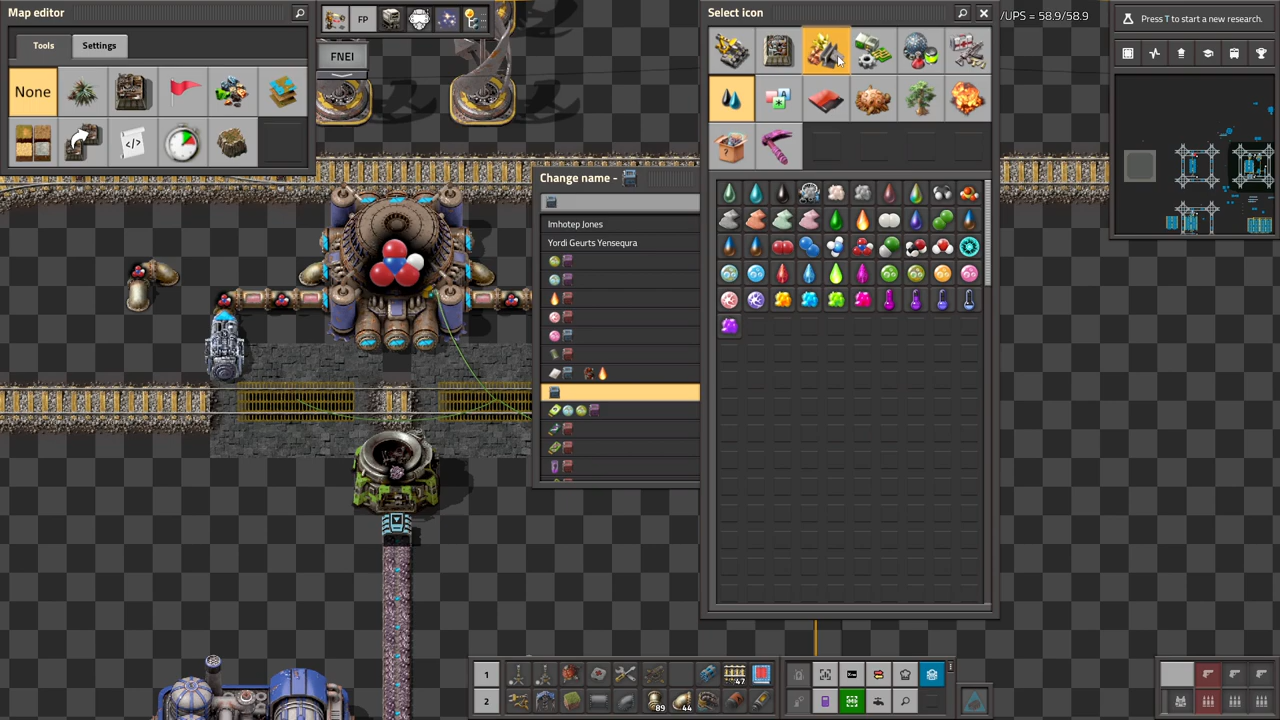 Map editor
Tools
Settings
None
</>
FP
FNEI
Change name -
Imhotep Jones
Yordi Geurts Yensequra
Select icon
/UPS = 58.9/58.9
Press T to start a new research.
1
47
2
89
44